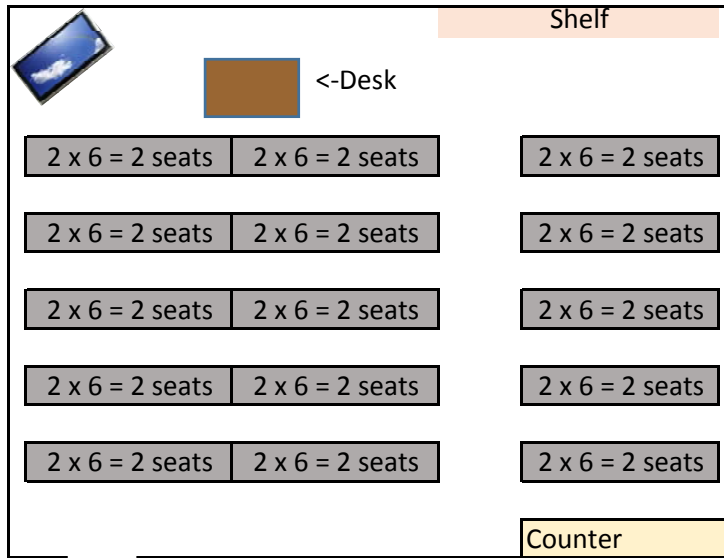 Shelf
<-Desk
2 x 6 = 2 seats 2 x 6 = 2 seats 2 x 6 = 2 seats
2 x 6 = 2 seats 2 x 6 = 2 seats 2 x 6 = 2 seats
2 x 6 = 2 seats 2 x 6 = 2 seats 2 x 6 = 2 seats
2 x 6 = 2 seats 2 x 6 = 2 seats 2 x 6 = 2 seats
2 x 6 = 2 seats 2 x 6 = 2 seats 2 x 6 = 2 seats
Counter